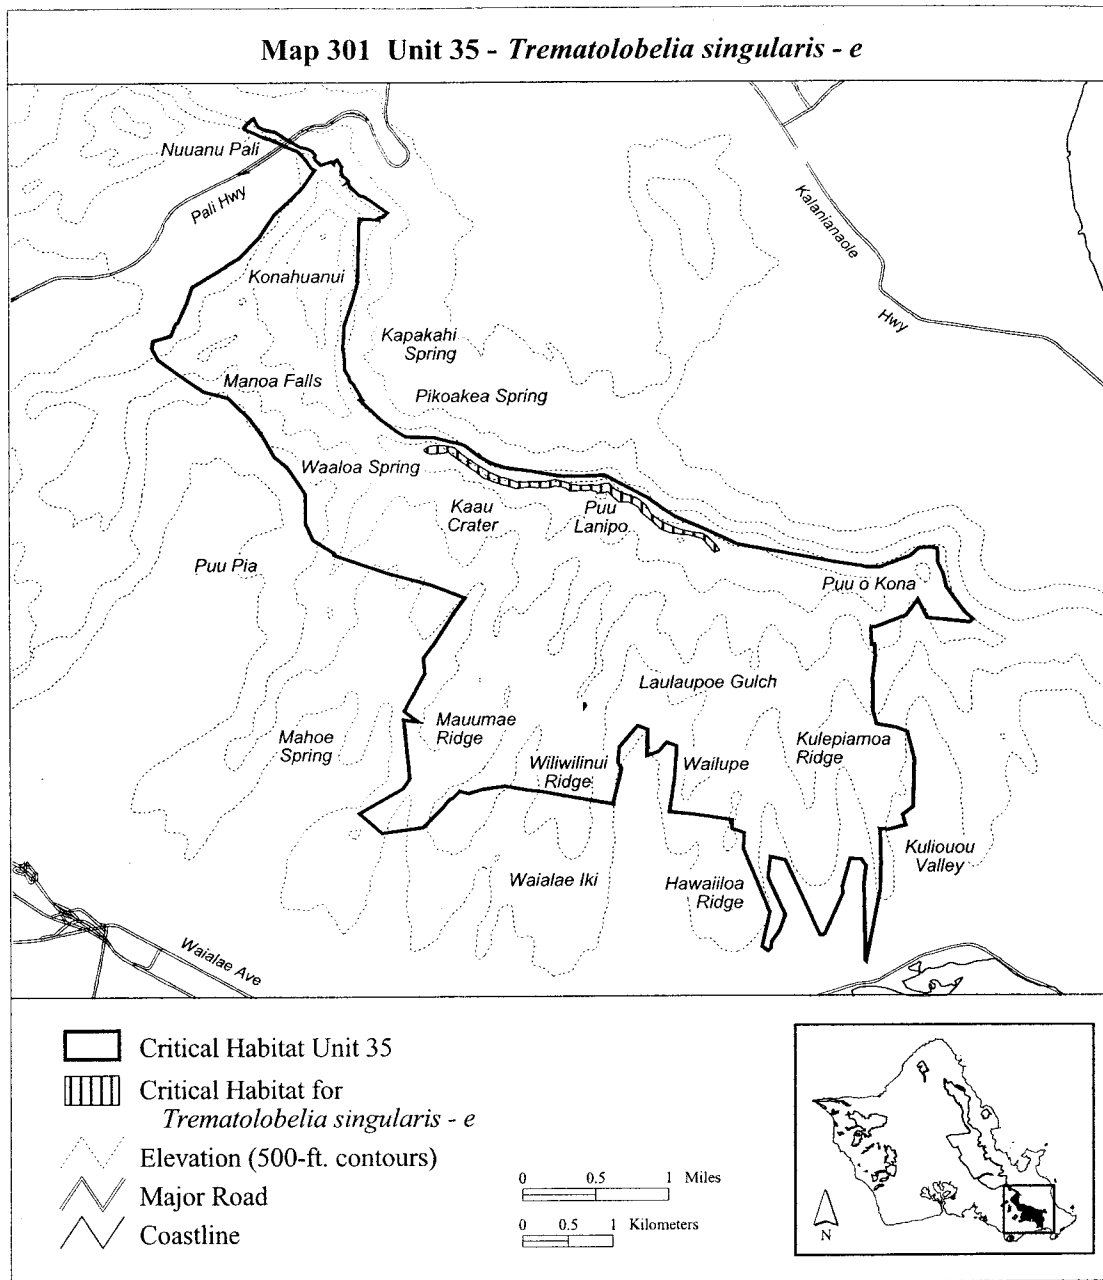 Map 301 Unit 35 - Trematolobelia singularis - e
Nuuanu Pali
Pali Hwy
Kalanianaole
Hwy
Konahuanui
Kapakahi
Spring
Manoa Falls
Pikoakea Spring
Waaloa Spring
Kaau
Crater
Puu
Lanipo
Puu Pia
Puu o Kona
Laulaupoe Gulch
Mahoe
Spring
Mauumae
Ridge
Wiliwilinui
Ridge
Wailupe
Kulepiamoa
Ridge
Kuliouou
Valley
Waialae Iki
Hawaiiloa
Ridge
Waialae Ave
Critical Habitat Unit 35
Critical Habitat for
Trematolobelia singularis - e
Elevation (500-ft. contours)
Major Road
Coastline
0 0.5 1 Miles
0 0.5 1 Kilometers
N